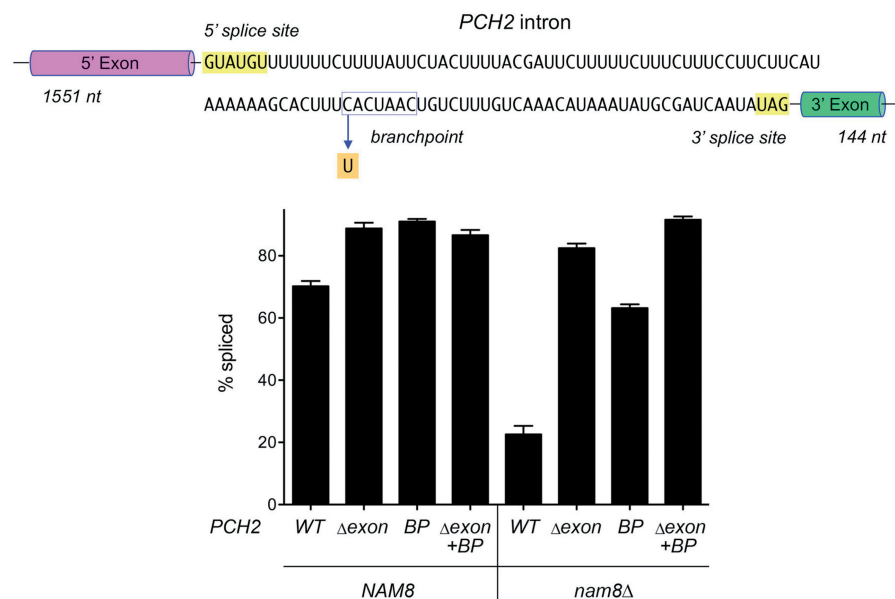 PCH2 intron
5' splice site
5' Exon
GUAUGUUUUUUUCUUUUAUUCUACUUUUACGAUUCUUUUUCUUUCUUUCCUUCUUCAU
1551 nt
AAAAAAGCACUUUCACUAACUGUCUUUGUCAAACAUAAAUAUGCGAUCAAUAUAG
3' Exon
branchpoint
3' splice site
144 nt
U
% spliced
80
60
40
20
0
PCH2 WT Δexon BP Δexon +BP WT Δexon BP Δexon +BP
NAM8 nam8Δ